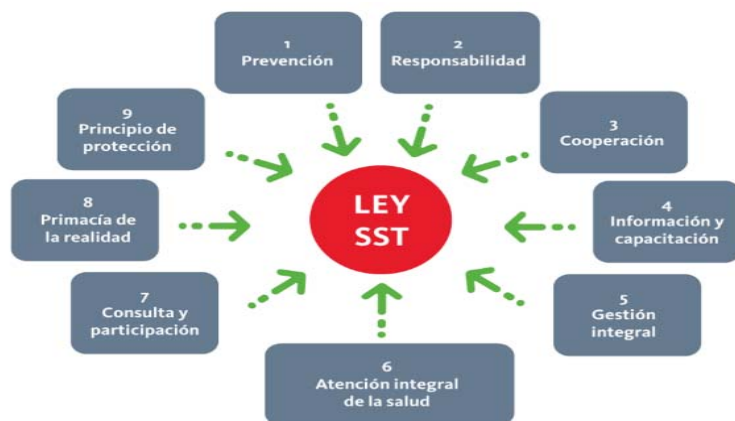 1
Prevención
2
Responsabilidad
3
Cooperación
4
Información y
capacitación
5
Gestión
integral
6
Atención integral
de la salud
7
Consulta y
participación
8
Primacía de
la realidad
9
Principio de
protección
LEY
SST